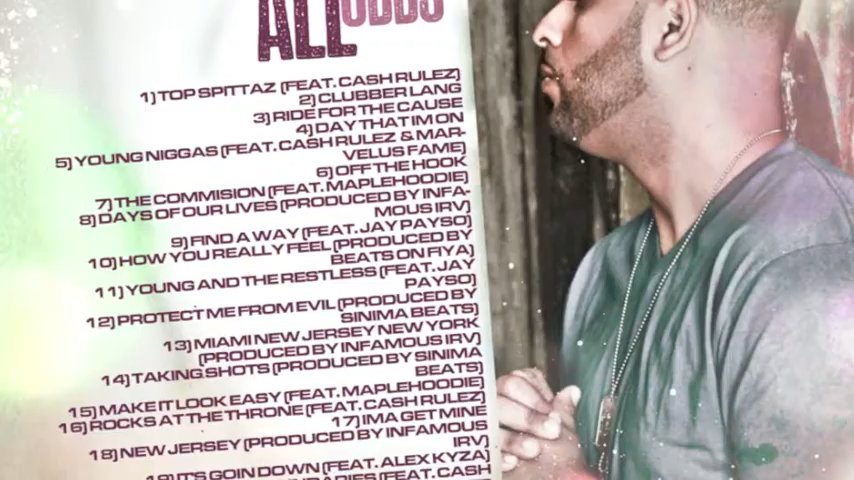 ALL ODDS
1) TOP SPITTAZ (FEAT. CASH RULEZ)
2) CLUBBER LANG
3) RIDE FOR THE CAUSE
4) DAY THAT IM ON
5) YOUNG NIGGAS (FEAT. CASH RULEZ & MAR-
VELUS FAME)
6) OFF THE HOOK
7) THE COMMISION (FEAT. MAPLEHOODIE)
8) DAYS OF OUR LIVES (PRODUCED BY INFA-
MOUS IRV)
9) FIND A WAY (FEAT. JAY PAYSO)
10) HOW YOU REALLY FEEL (PRODUCED BY
BEATS ON FIYA)
11) YOUNG AND THE RESTLESS (FEAT. JAY
PAYSO)
12) PROTECT ME FROM EVIL (PRODUCED BY
SINIMA BEATS)
13) MIAMI NEW JERSEY NEW YORK
(PRODUCED BY INFAMOUS IRV)
14) TAKING SHOTS (PRODUCED BY SINIMA
BEATS)
15) MAKE IT LOOK EASY (FEAT. MAPLEHOODIE)
16) ROCKS AT THE THRONE (FEAT. CASH RULEZ)
17) IMA GET MINE
18) NEW JERSEY (PRODUCED BY INFAMOUS
IRV)
19) IT'S GOIN DOWN (FEAT. ALEX KYZA)
(FEAT. CASH